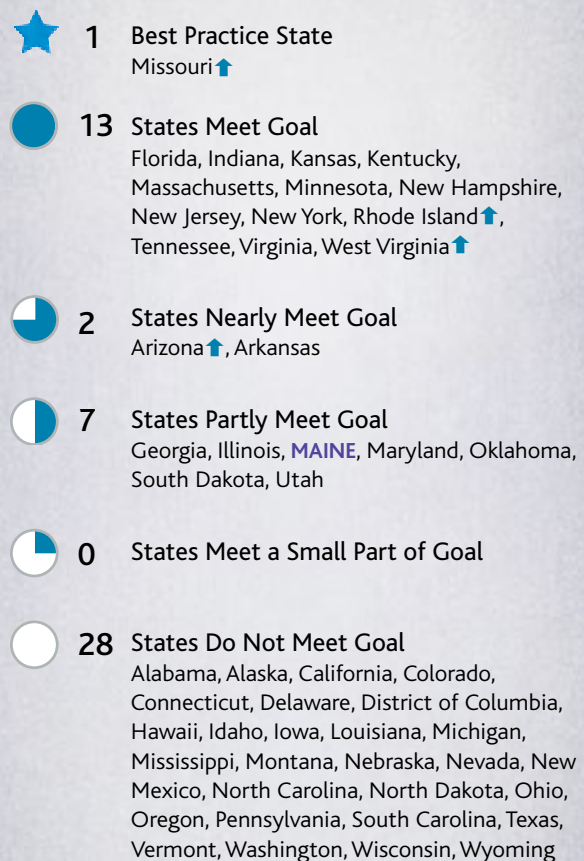 1 Best Practice State
Missouri⬆
13 States Meet Goal
Florida, Indiana, Kansas, Kentucky,
Massachusetts, Minnesota, New Hampshire,
New Jersey, New York, Rhode Island⬆,
Tennessee, Virginia, West Virginia⬆
2 States Nearly Meet Goal
Arizona⬆, Arkansas
7 States Partly Meet Goal
Georgia, Illinois, MAINE, Maryland, Oklahoma,
South Dakota, Utah
0 States Meet a Small Part of Goal
28 States Do Not Meet Goal
Alabama, Alaska, California, Colorado,
Connecticut, Delaware, District of Columbia,
Hawaii, Idaho, Iowa, Louisiana, Michigan,
Mississippi, Montana, Nebraska, Nevada, New
Mexico, North Carolina, North Dakota, Ohio,
Oregon, Pennsylvania, South Carolina, Texas,
Vermont, Washington, Wisconsin, Wyoming